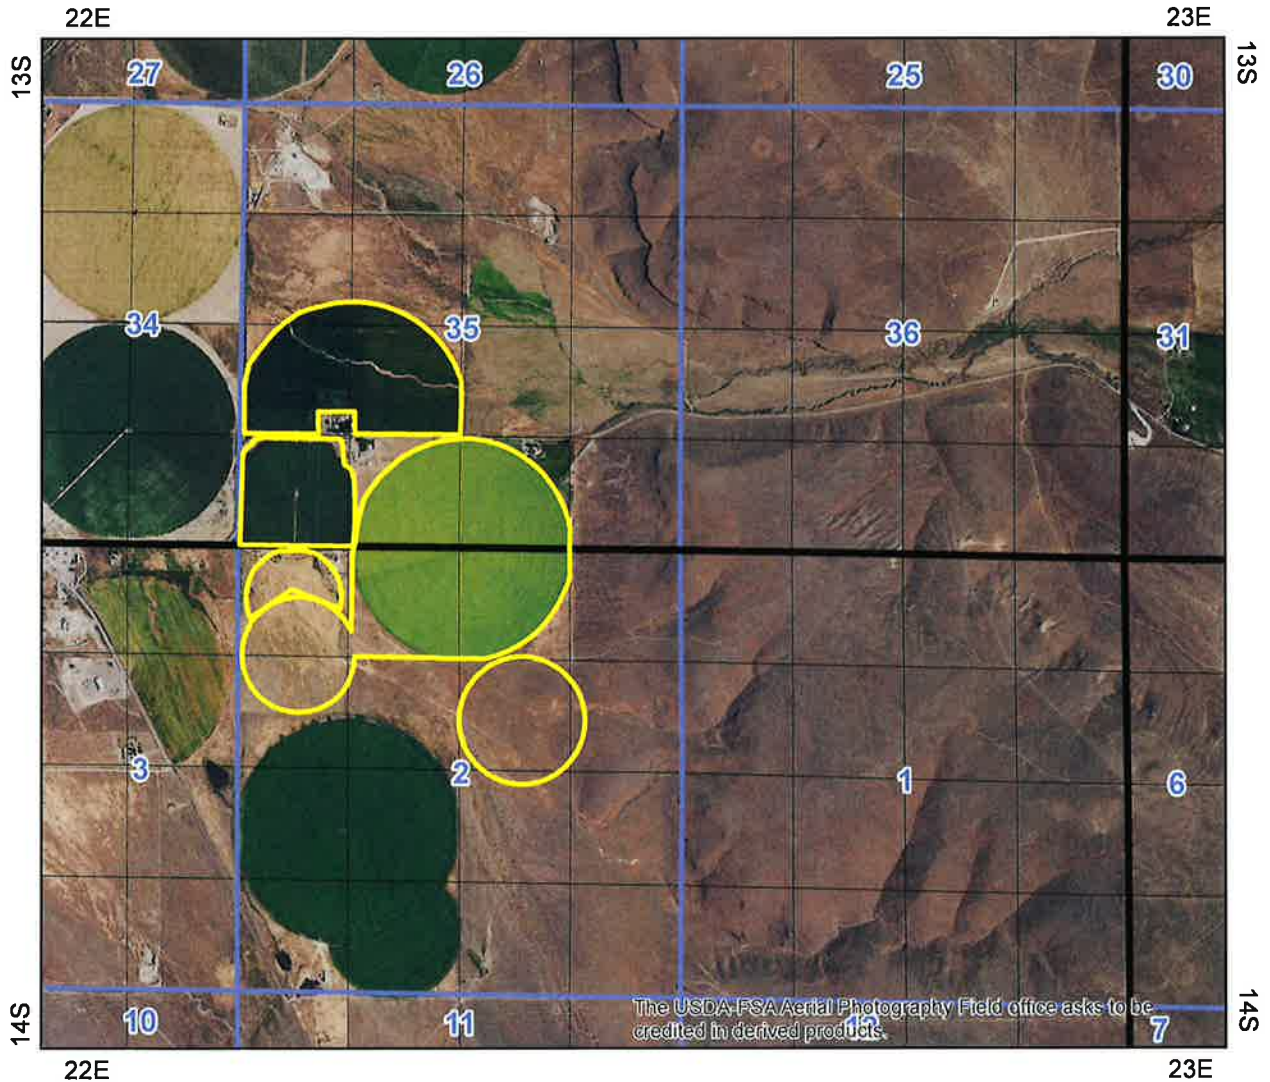 22E 23E
13S 13S
27 26 25 30
34 35 36 31
3 2 1 6
10 11 12 7
14S 14S
The USDA-FSA Aerial Photography Field office asks to be
credited in derived products.
22E 23E